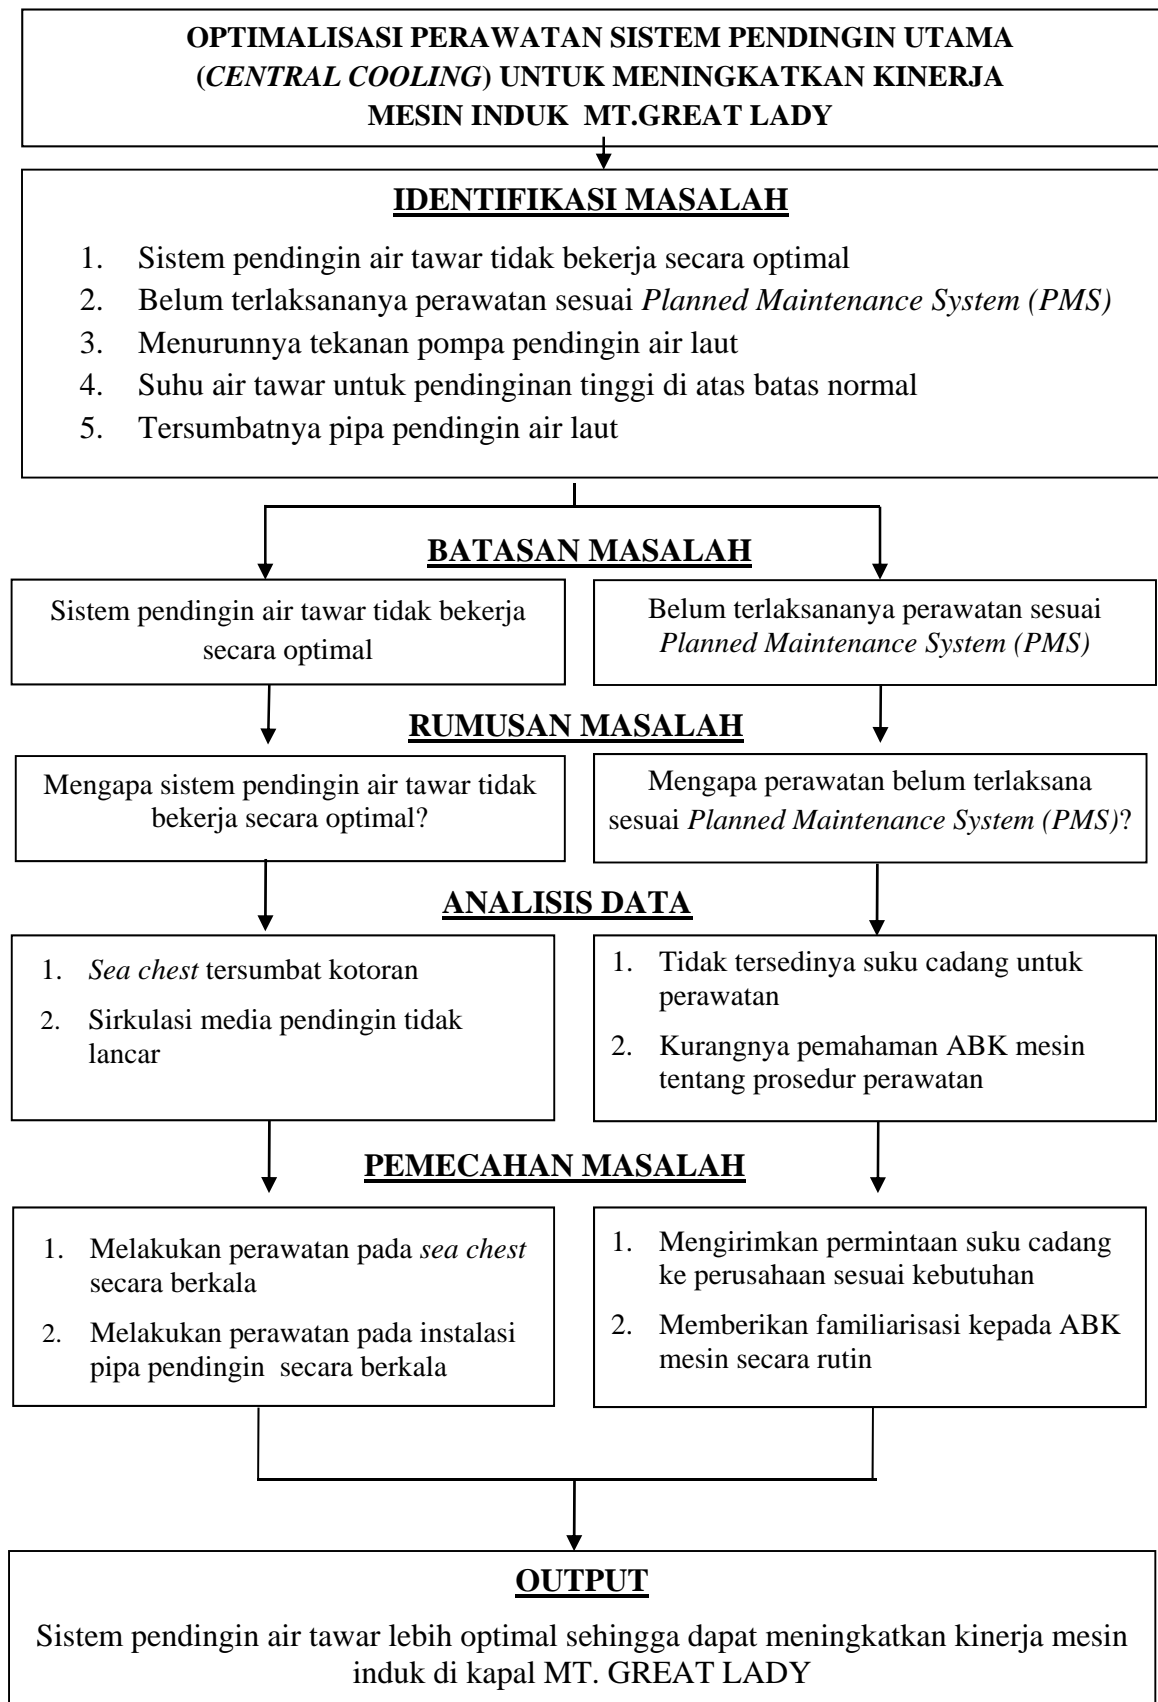 OPTIMALISASI PERAWATAN SISTEM PENDINGIN UTAMA
(CENTRAL COOLING) UNTUK MENINGKATKAN KINERJA
MESIN INDUK MT.GREAT LADY
IDENTIFIKASI MASALAH
1. Sistem pendingin air tawar tidak bekerja secara optimal
2. Belum terlaksananya perawatan sesuai Planned Maintenance System (PMS)
3. Menurunnya tekanan pompa pendingin air laut
4. Suhu air tawar untuk pendinginan tinggi di atas batas normal
5. Tersumbatnya pipa pendingin air laut
BATASAN MASALAH
Sistem pendingin air tawar tidak bekerja
secara optimal
Belum terlaksananya perawatan sesuai
Planned Maintenance System (PMS)
RUMUSAN MASALAH
Mengapa sistem pendingin air tawar tidak
bekerja secara optimal?
Mengapa perawatan belum terlaksana
sesuai Planned Maintenance System (PMS)?
ANALISIS DATA
1. Sea chest tersumbat kotoran
2. Sirkulasi media pendingin tidak
lancar
1. Tidak tersedinya suku cadang untuk
perawatan
2. Kurangnya pemahaman ABK mesin
tentang prosedur perawatan
PEMECAHAN MASALAH
1. Melakukan perawatan pada sea chest
secara berkala
2. Melakukan perawatan pada instalasi
pipa pendingin secara berkala
1. Mengirimkan permintaan suku cadang
ke perusahaan sesuai kebutuhan
2. Memberikan familiarisasi kepada ABK
mesin secara rutin
OUTPUT
Sistem pendingin air tawar lebih optimal sehingga dapat meningkatkan kinerja mesin
induk di kapal MT. GREAT LADY